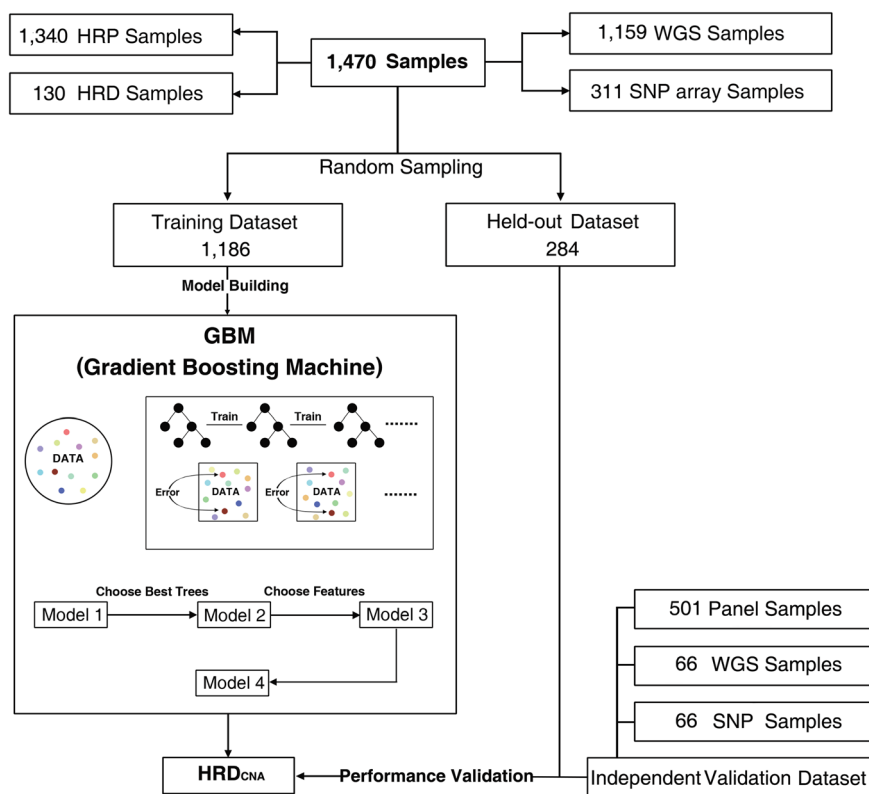 1,340 HRP Samples
130 HRD Samples
1,470 Samples
1,159 WGS Samples
311 SNP array Samples
Random Sampling
Training Dataset
1,186
Held-out Dataset
284
Model Building
GBM
(Gradient Boosting Machine)
DATA
Train
Train
.......
Error
DATA
Error
DATA
.......
Choose Best Trees
Choose Features
Model 1
Model 2
Model 3
Model 4
501 Panel Samples
66 WGS Samples
66 SNP Samples
HRDCNA
Performance Validation
Independent Validation Dataset